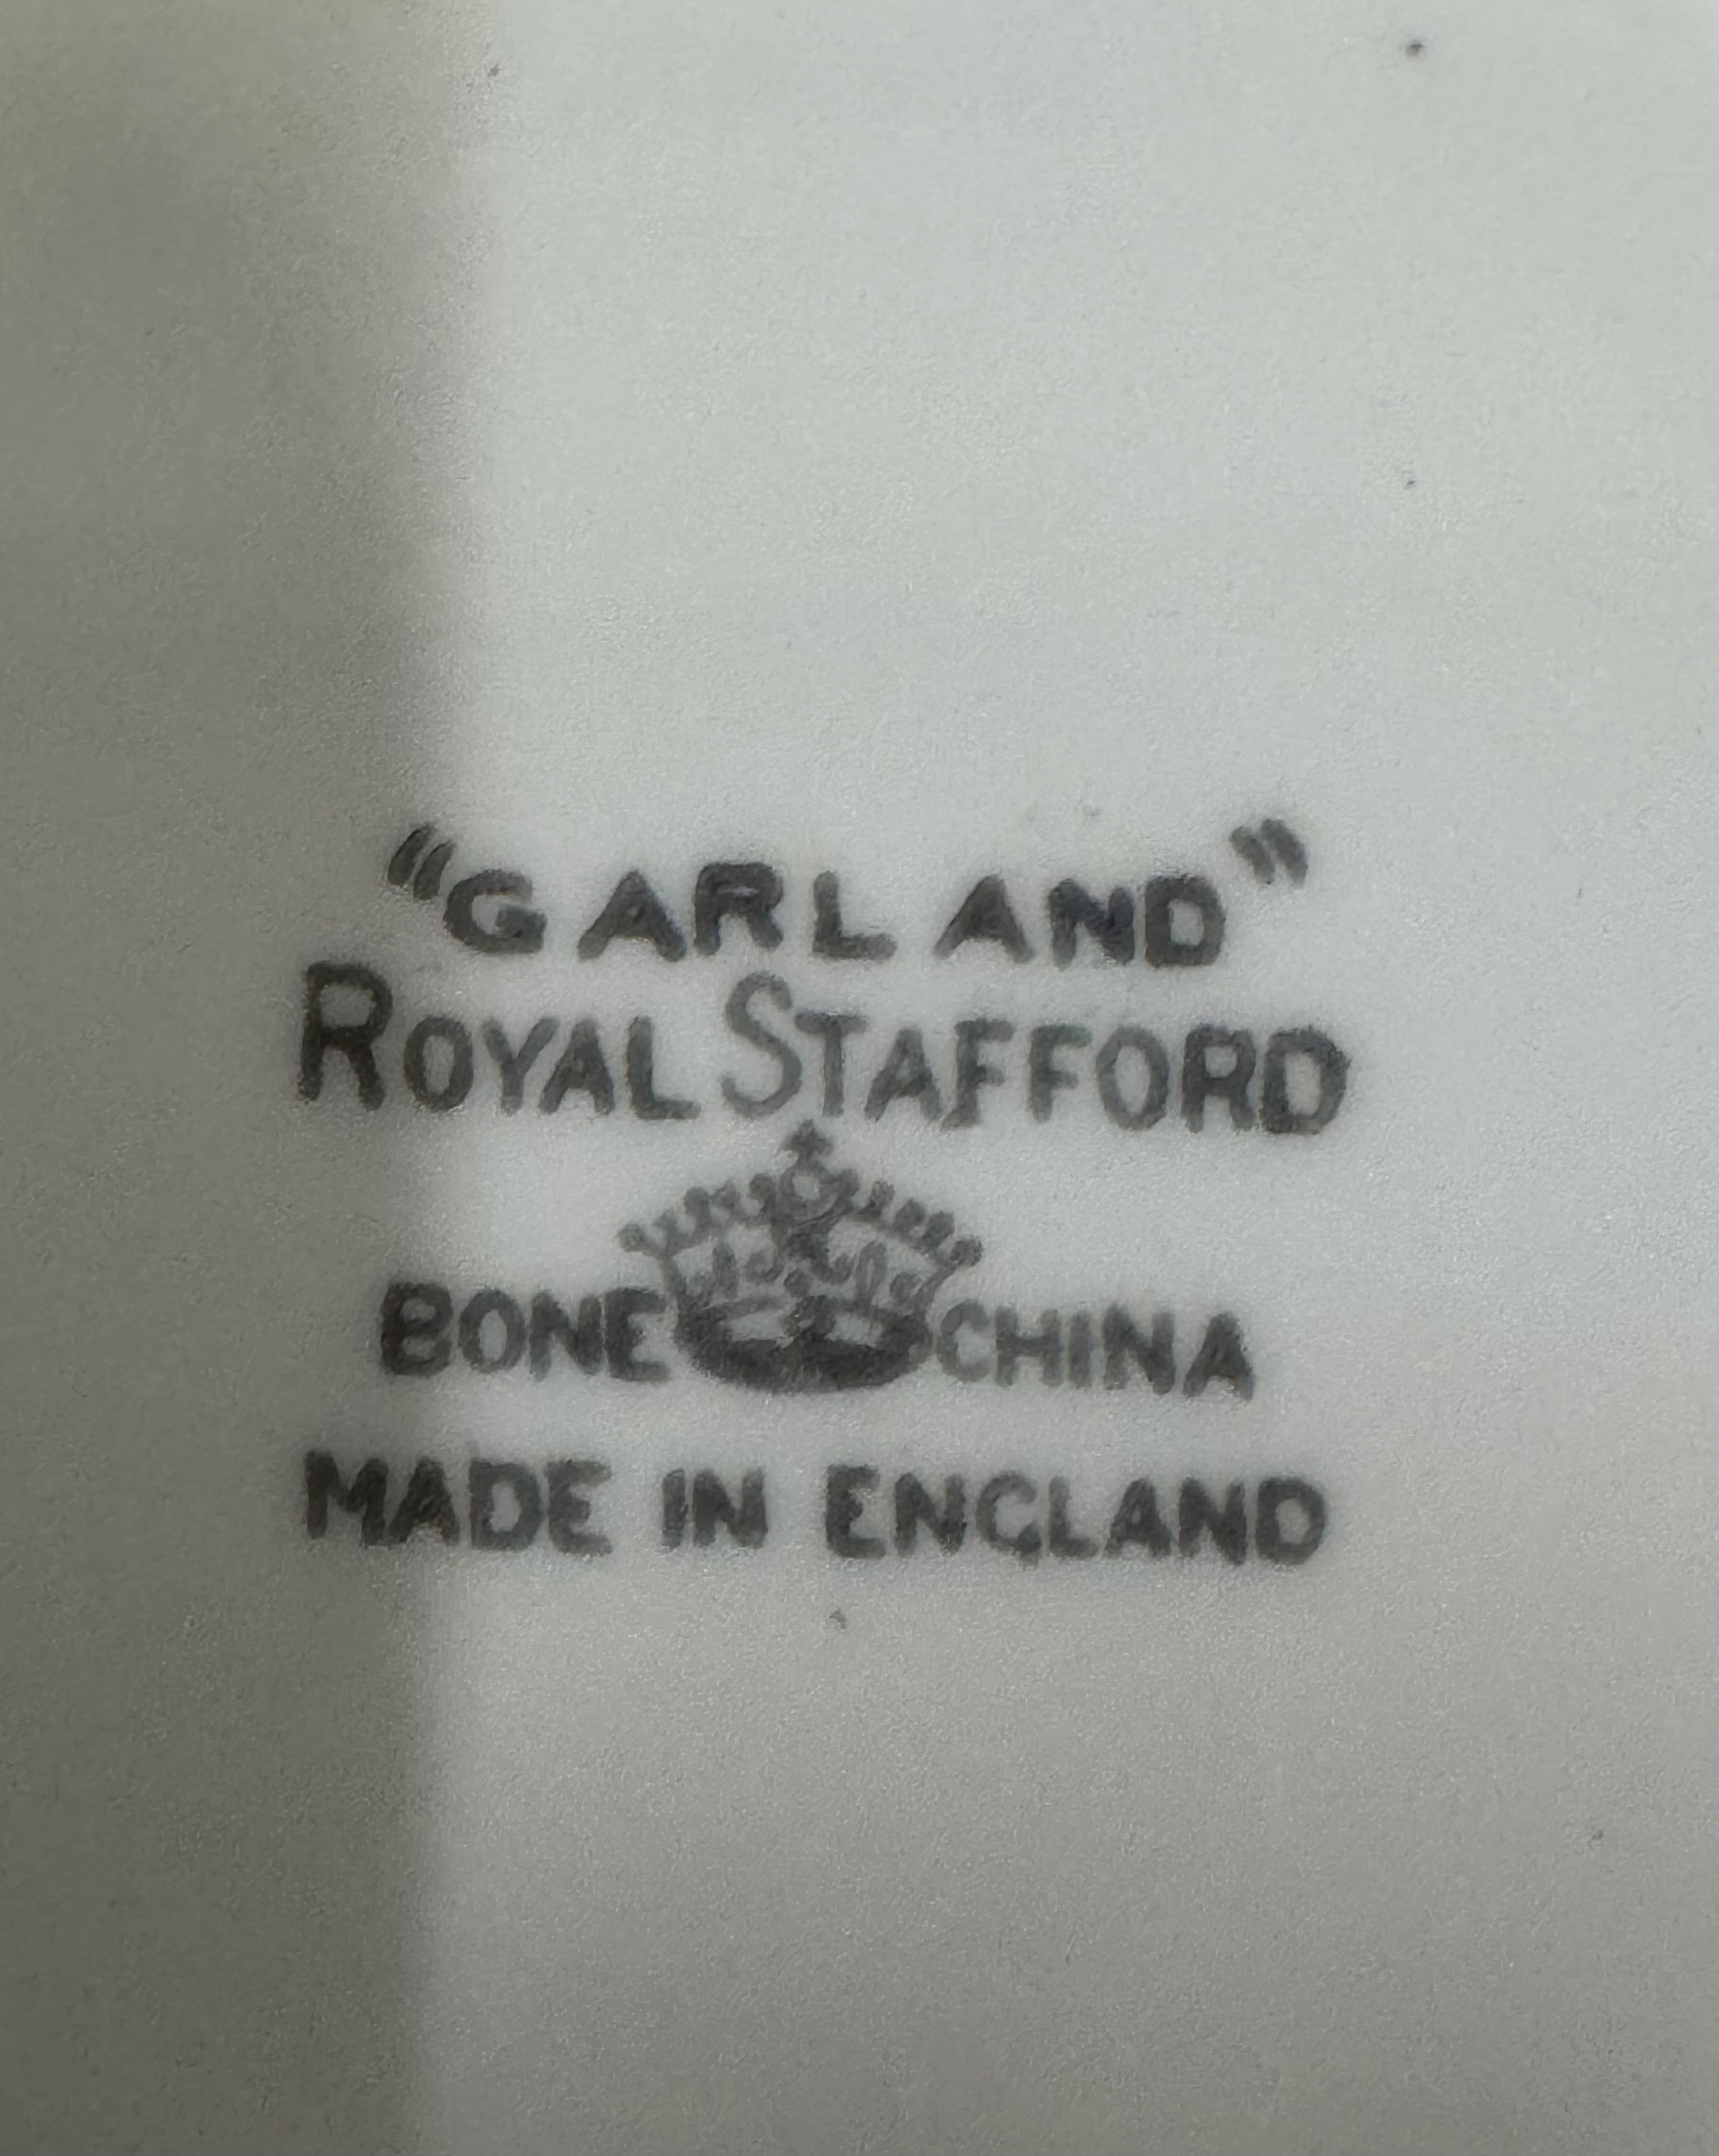 "GARLAND"
ROYAL STAFFORD
BONE CHINA
MADE IN ENGLAND